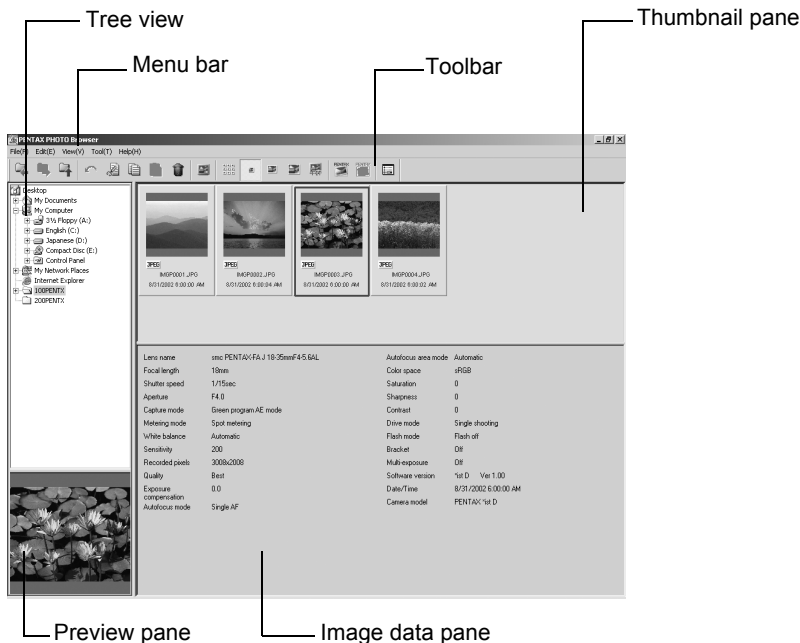 Tree view
Thumbnail pane
Menu bar
Toolbar
PENTAX PHOTO Browser
File(F) Edit(E) View(V) Tool(T) Help(H)
Desktop
My Documents
My Computer
3½ Floppy (A:)
English (C:)
Japanese (D:)
Compact Disc (E:)
Control Panel
My Network Places
Internet Explorer
100PENTX
200PENTX
JPEG JPEG JPEG JPEG
IMGP0001.JPG IMGP0002.JPG IMGP0003.JPG IMGP0004.JPG
8/31/2002 6:00:00 AM 8/31/2002 6:00:04 AM 8/31/2002 6:00:00 AM 8/31/2002 6:00:02 AM
Lens name smc PENTAX-FA J 18-35mmF4-5.6AL Autofocus area mode Automatic
Focal length 18mm Color space sRGB
Shutter speed 1/15sec Saturation 0
Aperture F4.0 Sharpness 0
Capture mode Green program AE mode Contrast 0
Metering mode Spot metering Drive mode Single shooting
White balance Automatic Flash mode Flash off
Sensitivity 200 Bracket Off
Recorded pixels 3008x2008 Multi-exposure Off
Quality Best Software version *ist D Ver 1.00
Exposure compensation 0.0 Date/Time 8/31/2002 6:00:00 AM
Autofocus mode Single AF Camera model PENTAX *ist D
Preview pane
Image data pane